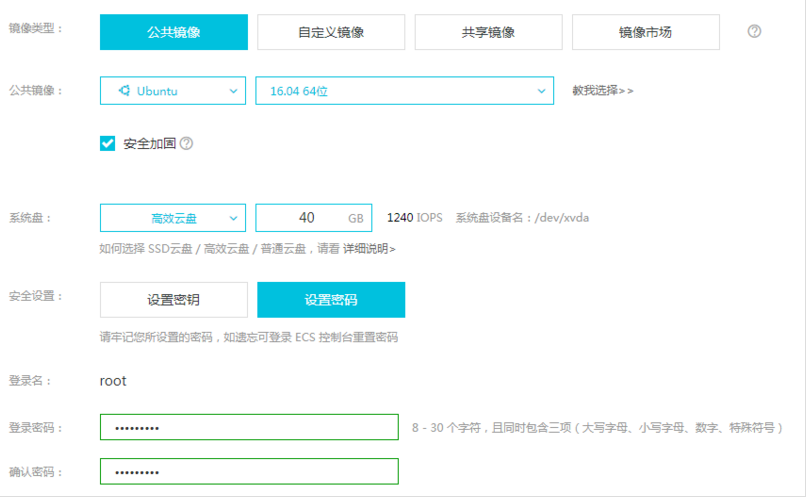 镜像类型： 公共镜像 自定义镜像 共享镜像 镜像市场 ?
公共镜像： Ubuntu 16.04 64位 教我选择>>
安全加固 ?
系统盘： 高效云盘 40 GB 1240 IOPS 系统盘设备名：/dev/xvda
如何选择 SSD云盘 / 高效云盘 / 普通云盘，请看 详细说明>
安全设置： 设置密钥 设置密码
请牢记您所设置的密码，如遗忘可登录 ECS 控制台重置密码
登录名： root
登录密码： ••••••••• 8 - 30 个字符，且同时包含三项（大写字母、小写字母、数字、特殊符号）
确认密码： •••••••••